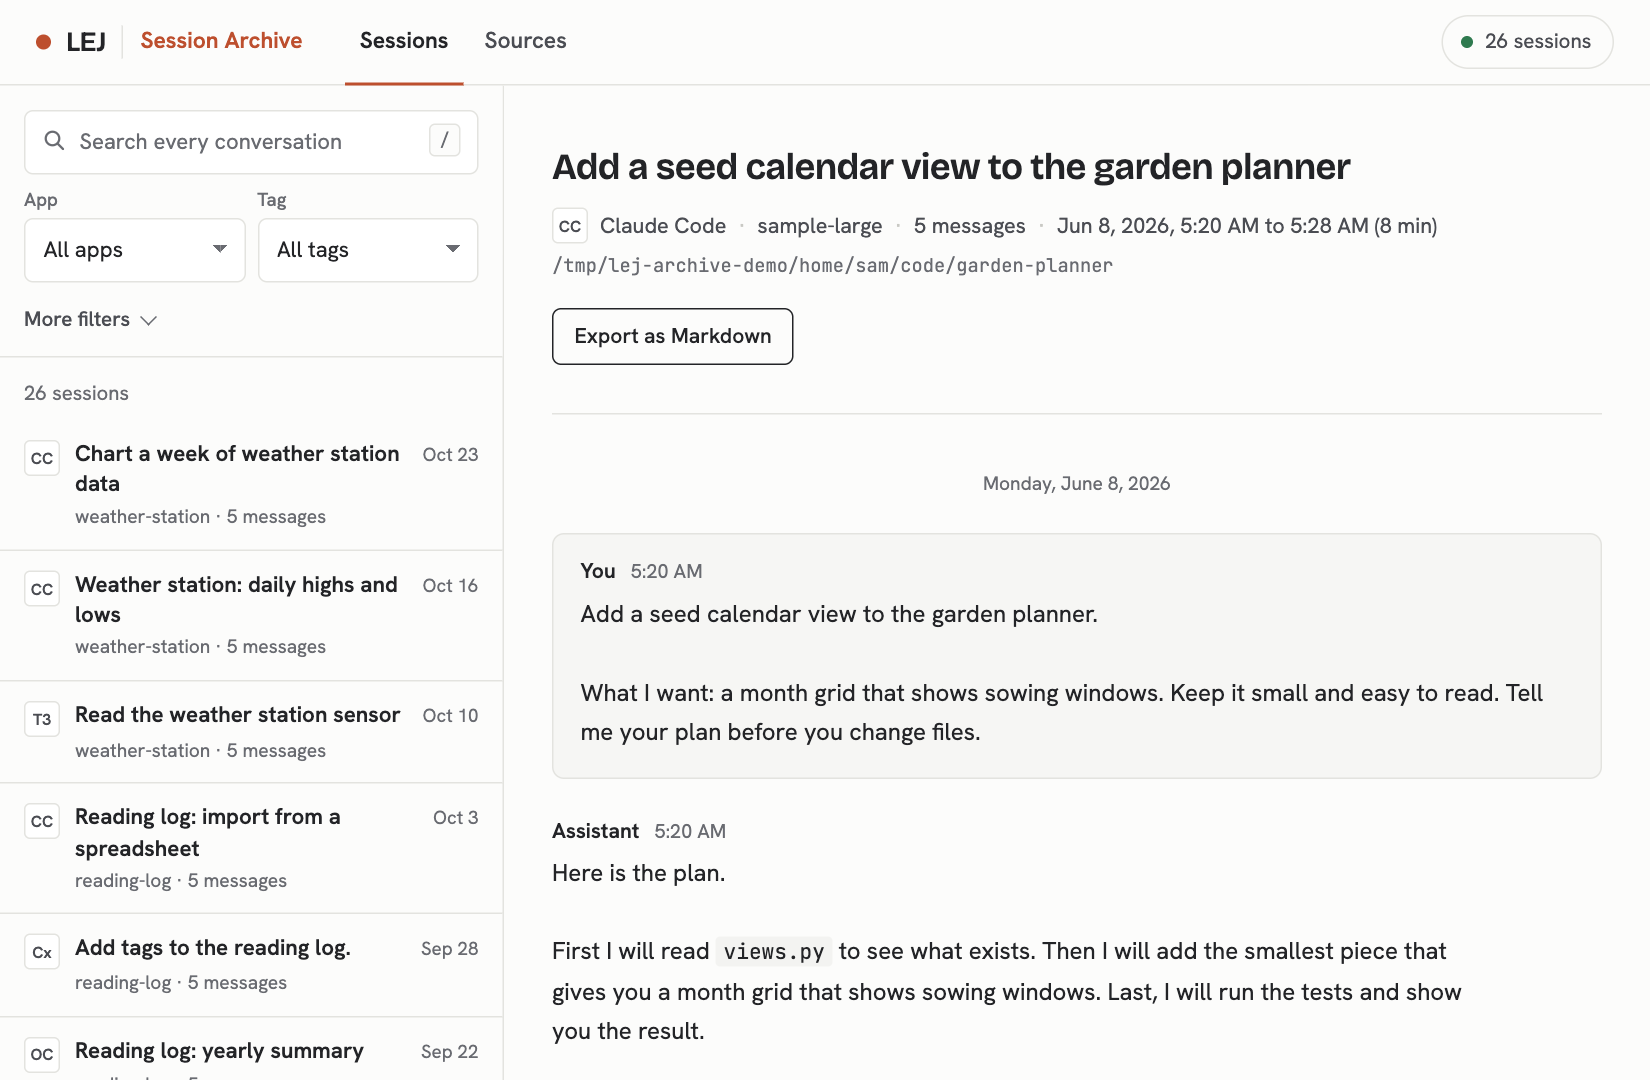 LEJ
Session Archive
Sessions
Sources
26 sessions
Search every conversation
/
App
Tag
All apps
All tags
More filters
26 sessions
CC
Chart a week of weather station
data
Oct 23
weather-station · 5 messages
CC
Weather station: daily highs and
lows
Oct 16
weather-station · 5 messages
T3
Read the weather station sensor
Oct 10
weather-station · 5 messages
CC
Reading log: import from a
spreadsheet
Oct 3
reading-log · 5 messages
Cx
Add tags to the reading log.
Sep 28
reading-log · 5 messages
OC
Reading log: yearly summary
Sep 22
Add a seed calendar view to the garden planner
CC Claude Code · sample-large · 5 messages · Jun 8, 2026, 5:20 AM to 5:28 AM (8 min)
/tmp/lej-archive-demo/home/sam/code/garden-planner
Export as Markdown
Monday, June 8, 2026
You 5:20 AM
Add a seed calendar view to the garden planner.
What I want: a month grid that shows sowing windows. Keep it small and easy to read. Tell
me your plan before you change files.
Assistant 5:20 AM
Here is the plan.
First I will read views.py to see what exists. Then I will add the smallest piece that
gives you a month grid that shows sowing windows. Last, I will run the tests and show
you the result.